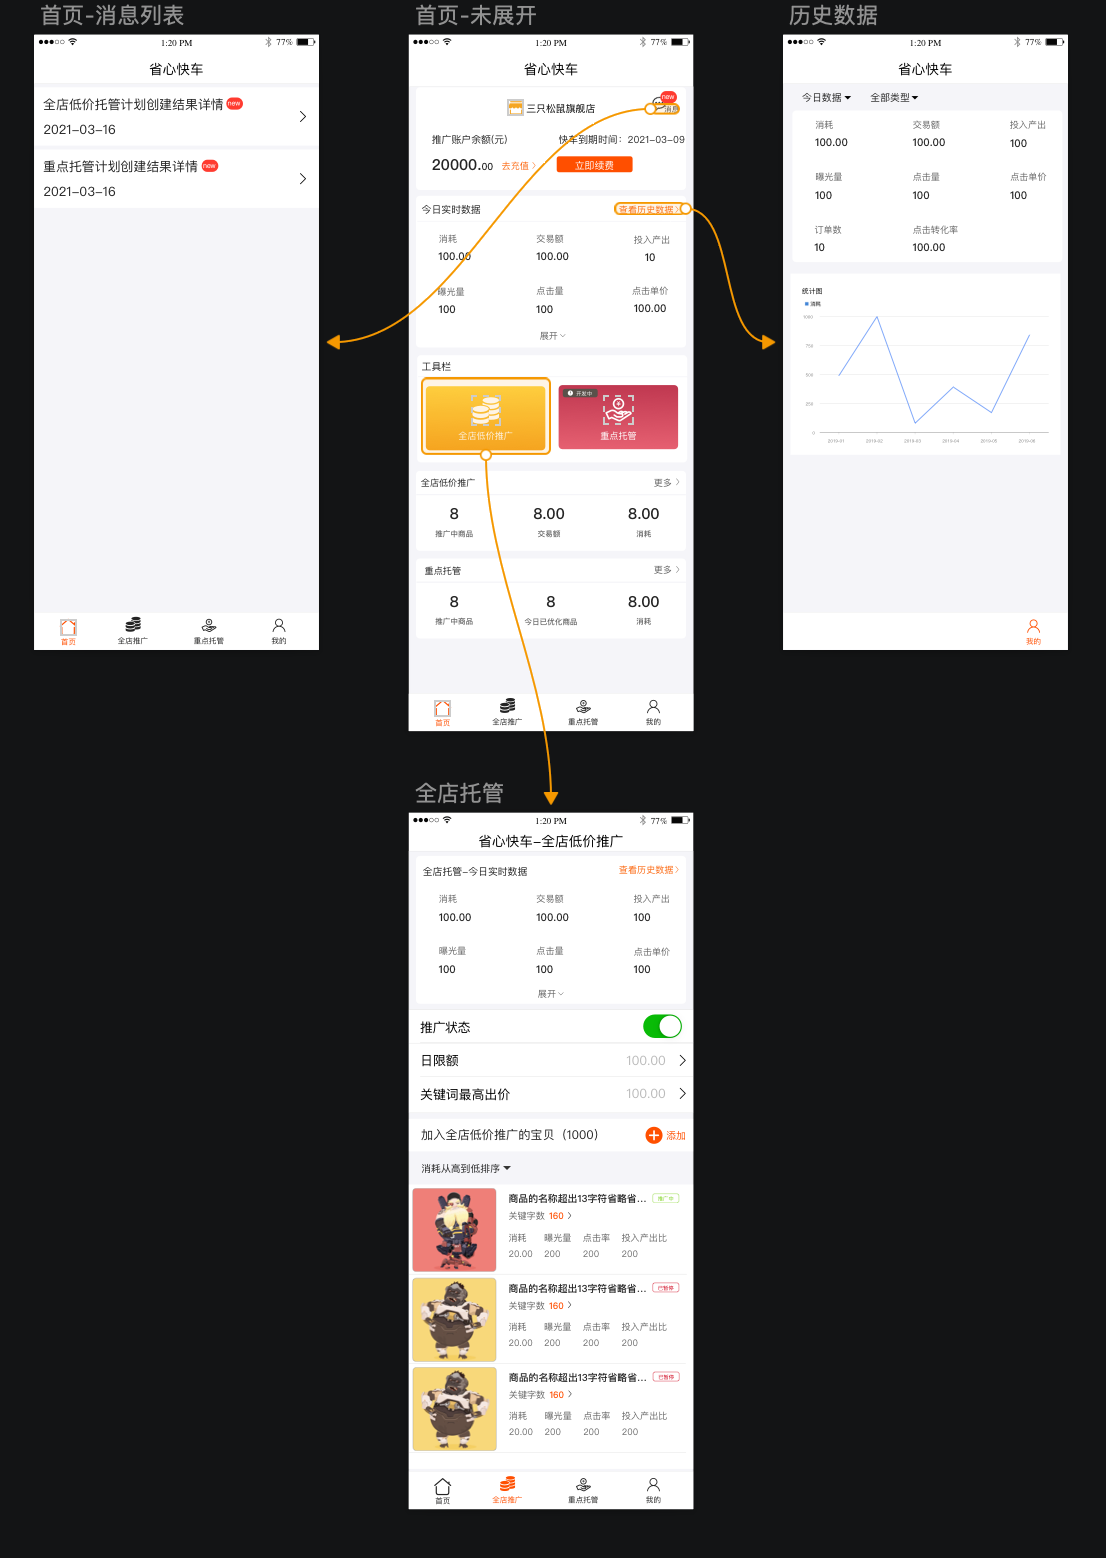 首页-消息列表
1:20 PM
77%
省心快车
全店低价托管计划创建结果详情 new
2021-03-16
重点托管计划创建结果详情 new
2021-03-16
首页
全店推广
重点托管
我的
首页-未展开
1:20 PM
77%
省心快车
三只松鼠旗舰店
new
消息
推广账户余额(元)
快车到期时间：2021-03-09
20000.00 去充值
立即续费
今日实时数据
查看历史数据
消耗 交易额 投入产出
100.00 100.00 10
曝光量 点击量 点击单价
100 100 100.00
展开
工具栏
全店低价推广
开发中
重点托管
全店低价推广 更多
8 8.00 8.00
推广中商品 交易额 消耗
重点托管 更多
8 8 8.00
推广中商品 今日已优化商品 消耗
首页
全店推广
重点托管
我的
历史数据
1:20 PM
77%
省心快车
今日数据 全部类型
消耗 交易额 投入产出
100.00 100.00 100
曝光量 点击量 点击单价
100 100 100
订单数 点击转化率
10 100.00
统计图
消耗
1000
750
500
250
0
2019-01 2019-02 2019-03 2019-04 2019-05 2019-06
我的
全店托管
1:20 PM
77%
省心快车-全店低价推广
全店托管-今日实时数据
查看历史数据
消耗 交易额 投入产出
100.00 100.00 100
曝光量 点击量 点击单价
100 100 100
展开
推广状态
日限额 100.00
关键词最高出价 100.00
加入全店低价推广的宝贝（1000） 添加
消耗从高到低排序
商品的名称超出13字符省略省... 推广中
关键字数 160
消耗 曝光量 点击率 投入产出比
20.00 200 200 200
商品的名称超出13字符省略省... 已暂停
关键字数 160
消耗 曝光量 点击率 投入产出比
20.00 200 200 200
商品的名称超出13字符省略省... 已暂停
关键字数 160
消耗 曝光量 点击率 投入产出比
20.00 200 200 200
首页
全店推广
重点托管
我的